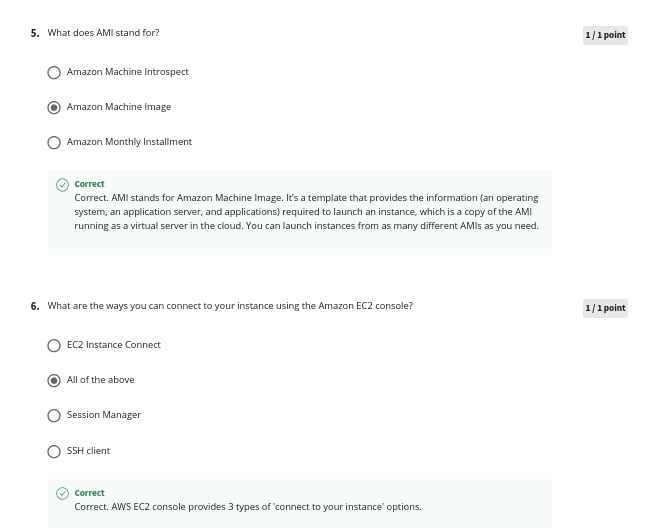 5. What does AMI stand for?
1 / 1 point
Amazon Machine Introspect
Amazon Machine Image
Amazon Monthly Installment
Correct
Correct. AMI stands for Amazon Machine Image. It's a template that provides the information (an operating
system, an application server, and applications) required to launch an instance, which is a copy of the AMI
running as a virtual server in the cloud. You can launch instances from as many different AMIs as you need.
6. What are the ways you can connect to your instance using the Amazon EC2 console?
1 / 1 point
EC2 Instance Connect
All of the above
Session Manager
SSH client
Correct
Correct. AWS EC2 console provides 3 types of 'connect to your instance' options.